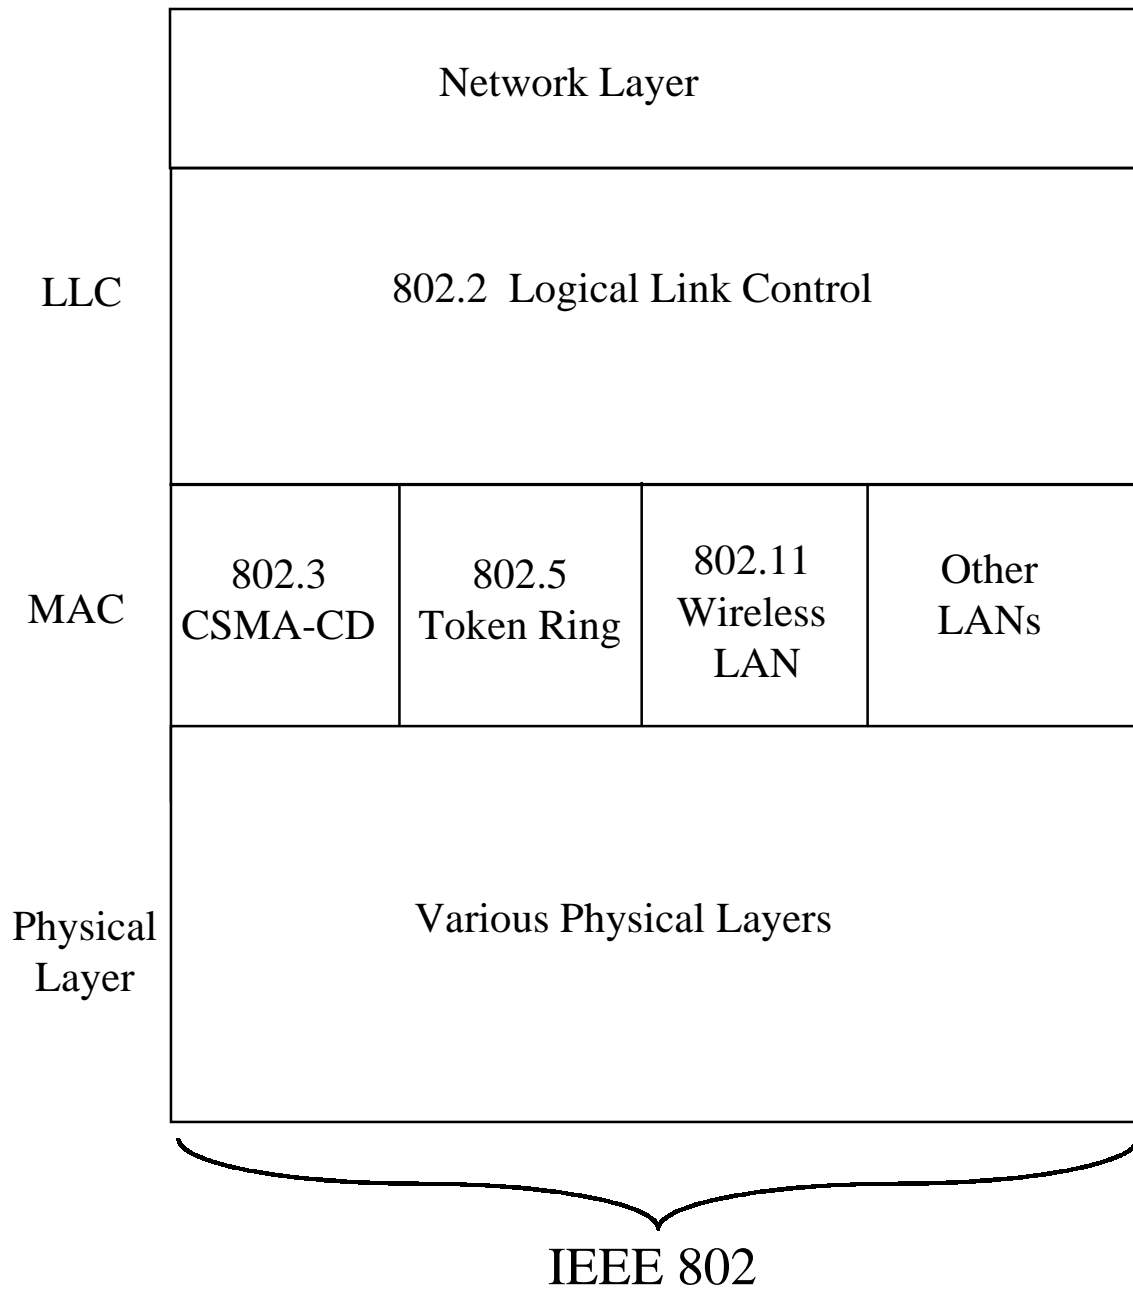 Network Layer
LLC
802.2 Logical Link Control
MAC
802.3
CSMA-CD
802.5
Token Ring
802.11
Wireless
LAN
Other
LANs
Physical
Layer
Various Physical Layers
IEEE 802